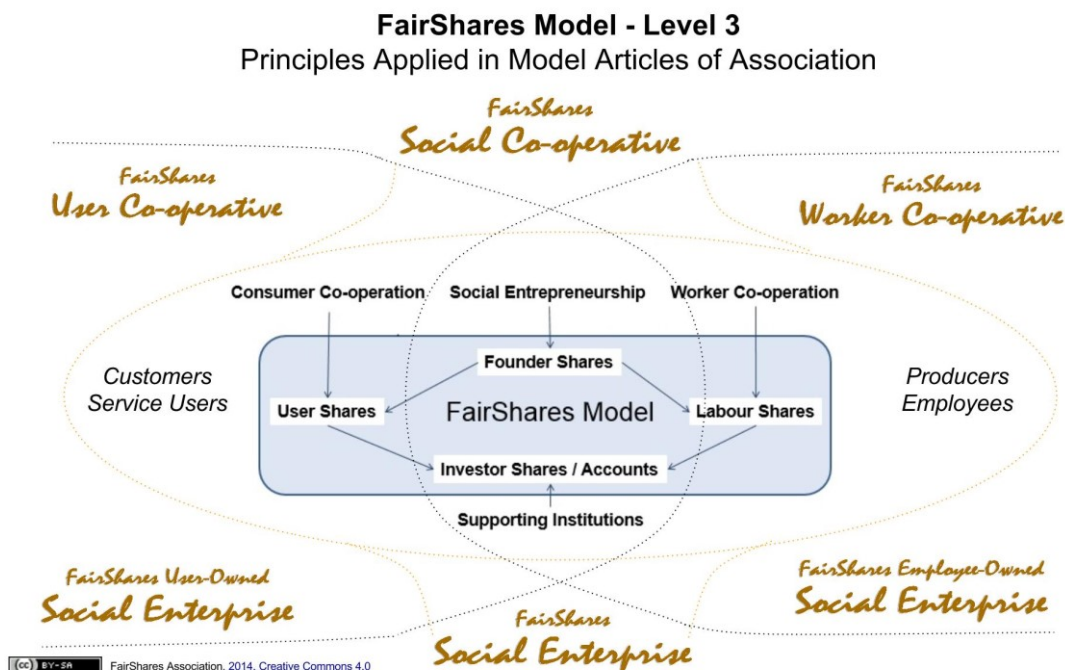 FairShares Model - Level 3
Principles Applied in Model Articles of Association
FairShares
Social Co-operative
FairShares
User Co-operative
FairShares
Worker Co-operative
Consumer Co-operation
Social Entrepreneurship
Worker Co-operation
Customers
Service Users
Founder Shares
User Shares
FairShares Model
Labour Shares
Producers
Employees
Investor Shares / Accounts
Supporting Institutions
FairShares User-Owned
Social Enterprise
FairShares
Social Enterprise
FairShares Employee-Owned
Social Enterprise
(cc) BY-SA
FairShares Association, 2014, Creative Commons 4.0